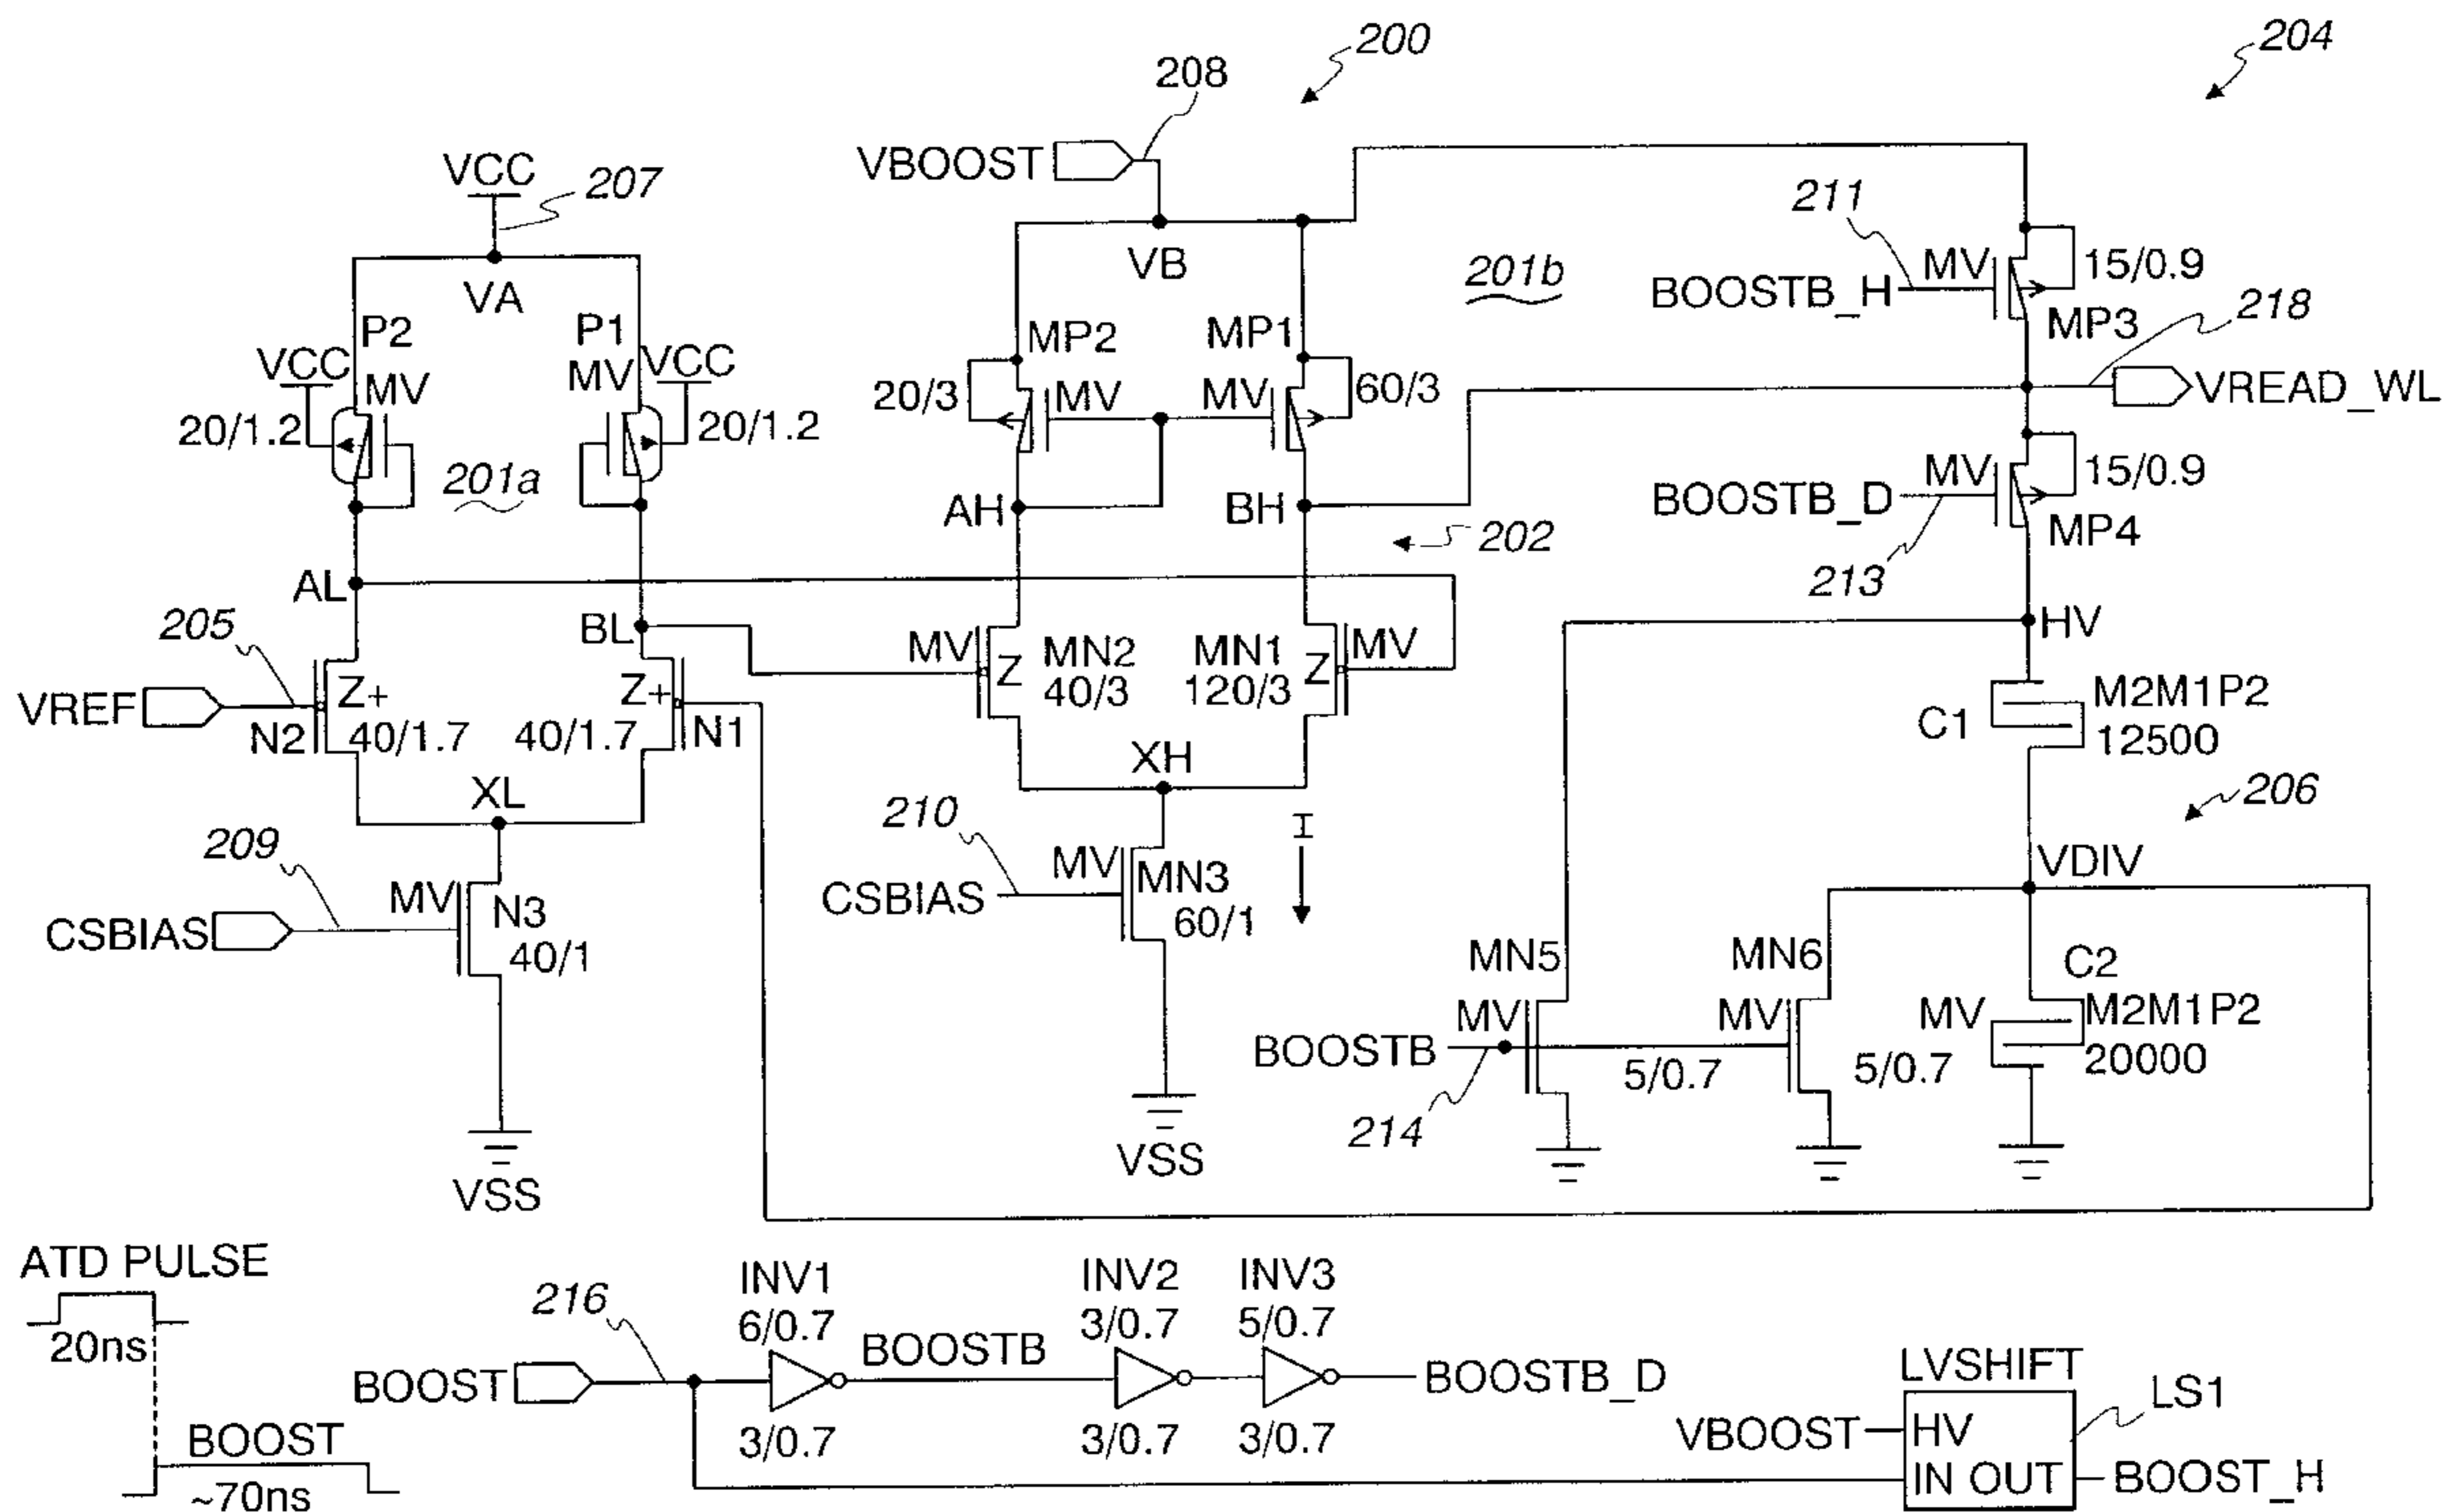 200
204
208
VBOOST
VCC
207
VA
VB
211
MV
15/0.9
BOOSTB_H
MP3
218
201b
VREAD_WL
P2
VCC
MV
20/1.2
P1
MV
VCC
20/1.2
201a
MP2
20/3
MV
MP1
MV
60/3
AH
BH
202
MV
15/0.9
BOOSTB_D
MP4
213
HV
AL
205
VREF
Z+
N2
40/1.7
BL
Z+
40/1.7
N1
MV
Z
MN2
40/3
MN1
120/3
Z
MV
XL
XH
C1
M2M1P2
12500
206
209
MV
N3
CSBIAS
40/1
210
MV
MN3
CSBIAS
60/1
I
VDIV
MN5
MV
MN6
MV
C2
MV
M2M1P2
20000
BOOSTB
5/0.7
5/0.7
214
VSS
VSS
ATD PULSE
20ns
BOOST
~70ns
216
BOOST
INV1
6/0.7
3/0.7
BOOSTB
INV2
3/0.7
3/0.7
INV3
5/0.7
3/0.7
BOOSTB_D
LVSHIFT
LS1
VBOOST
HV
IN OUT
BOOST_H